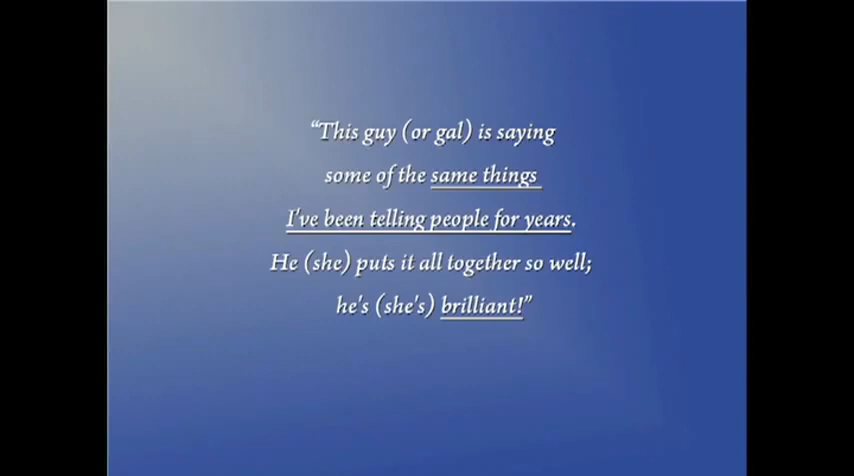 “This guy (or gal) is saying
some of the same things
I've been telling people for years.
He (she) puts it all together so well;
he's (she's) brilliant!”